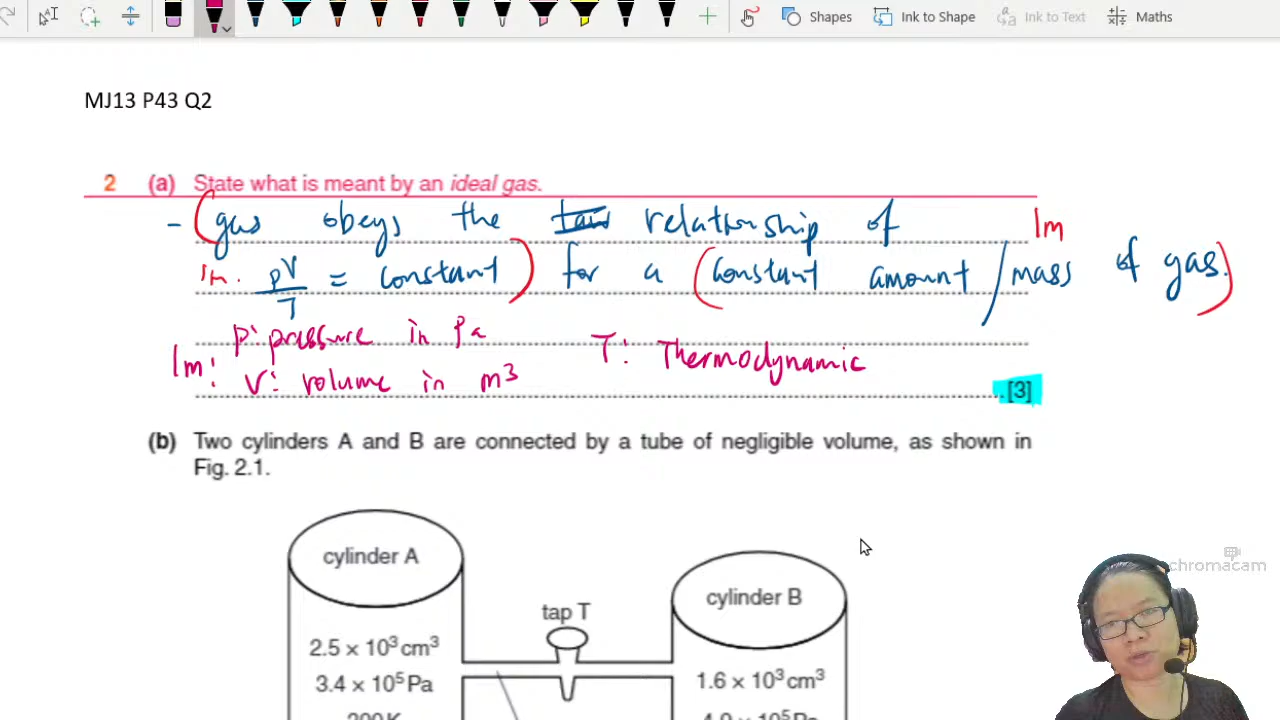 Shapes
Ink to Shape
Ink to Text
Maths
MJ13 P43 Q2
2 (a) State what is meant by an ideal gas.
- (gas obeys the relationship of 1m
1m. pV/T = constant) for a (constant amount / mass of gas.)
1m: p: pressure in Pa T: Thermodynamic
V: volume in m³
[3]
(b) Two cylinders A and B are connected by a tube of negligible volume, as shown in
Fig. 2.1.
cylinder A
cylinder B
tap T
2.5 × 10³ cm³
1.6 × 10³ cm³
3.4 × 10⁵ Pa
chromacam